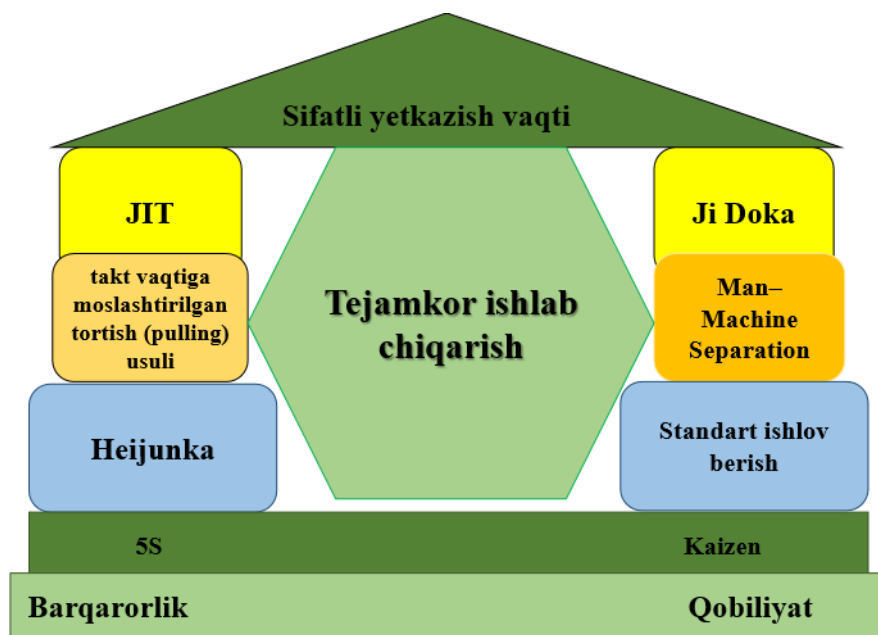 Sifatli yetkazish vaqti
JIT
Ji Doka
takt vaqtiga
moslashtirilgan
tortish (pulling)
usuli
Tejamkor ishlab
chiqarish
Man–
Machine
Separation
Heijunka
Standart ishlov
berish
5S
Kaizen
Barqarorlik
Qobiliyat